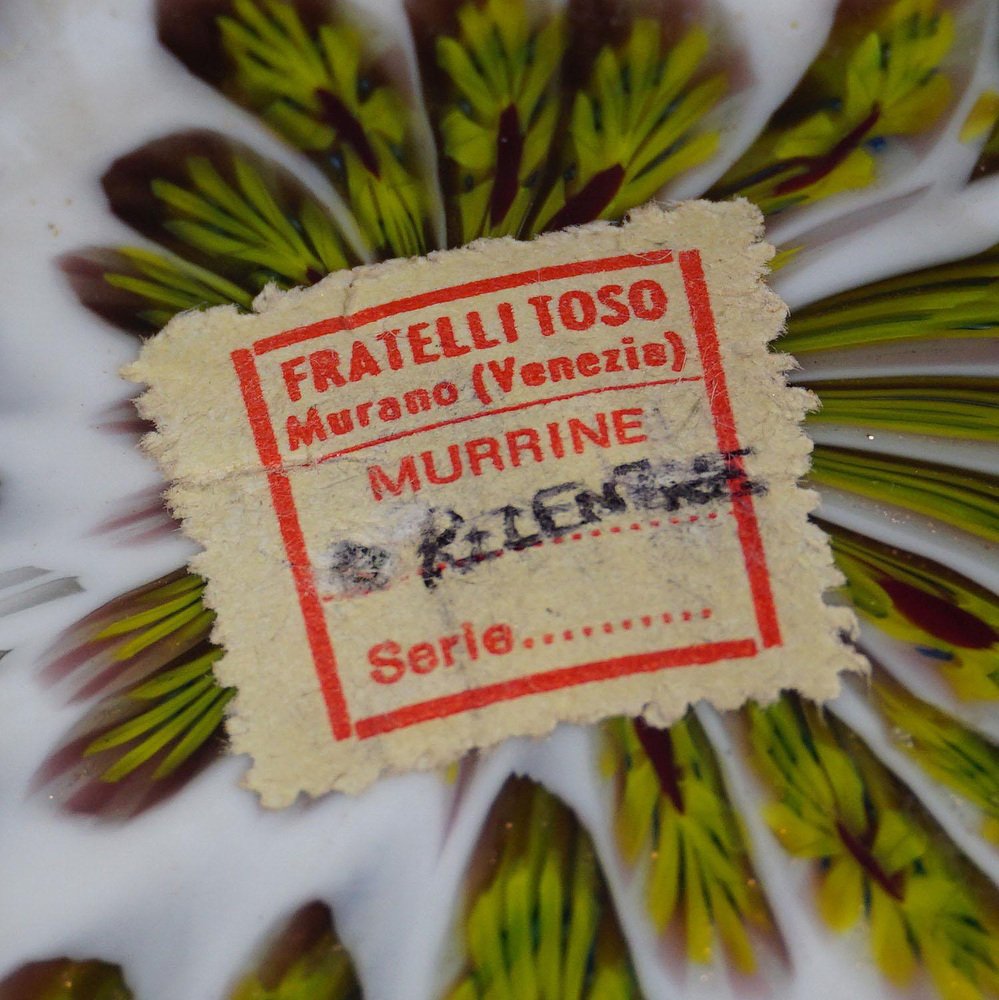 FRATELLI TOSO
Murano (Venezia)
MURRINE
Serie...........